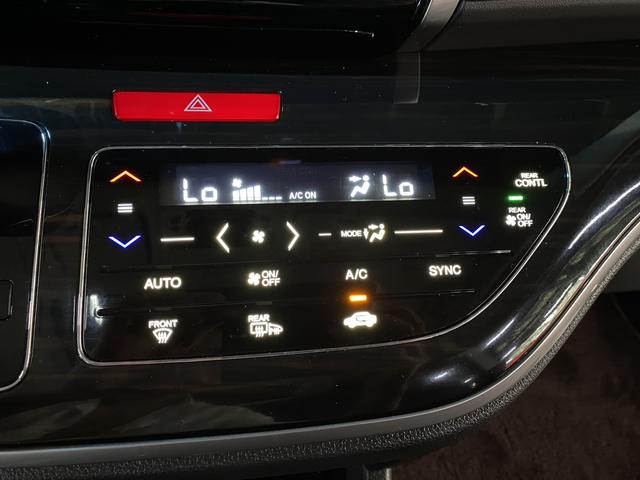 Lo A/C ON Lo
REAR CONTL
REAR ON/OFF
MODE
AUTO ON/OFF A/C SYNC
FRONT REAR